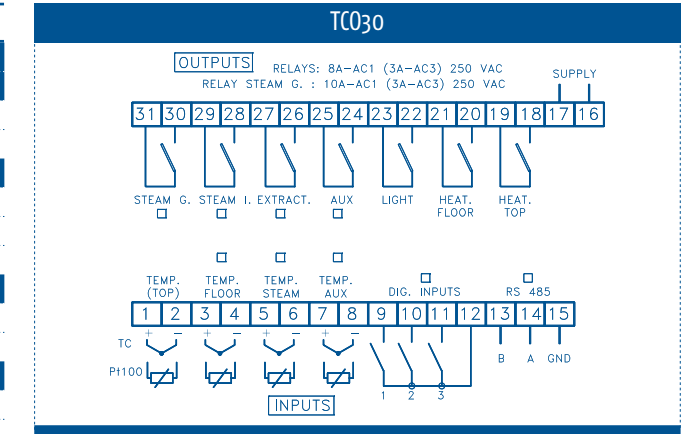 TCO30
OUTPUTS RELAYS: 8A-AC1 (3A-AC3) 250 VAC
RELAY STEAM G. : 10A-AC1 (3A-AC3) 250 VAC
SUPPLY
31 30 29 28 27 26 25 24 23 22 21 20 19 18 17 16
STEAM G. STEAM I. EXTRACT. AUX LIGHT HEAT. FLOOR HEAT. TOP
TEMP. (TOP) TEMP. FLOOR TEMP. STEAM TEMP. AUX DIG. INPUTS RS 485
1 2 3 4 5 6 7 8 9 10 11 12 13 14 15
+ - + - + - + -
TC
B A GND
Pt100
1 2 3
INPUTS